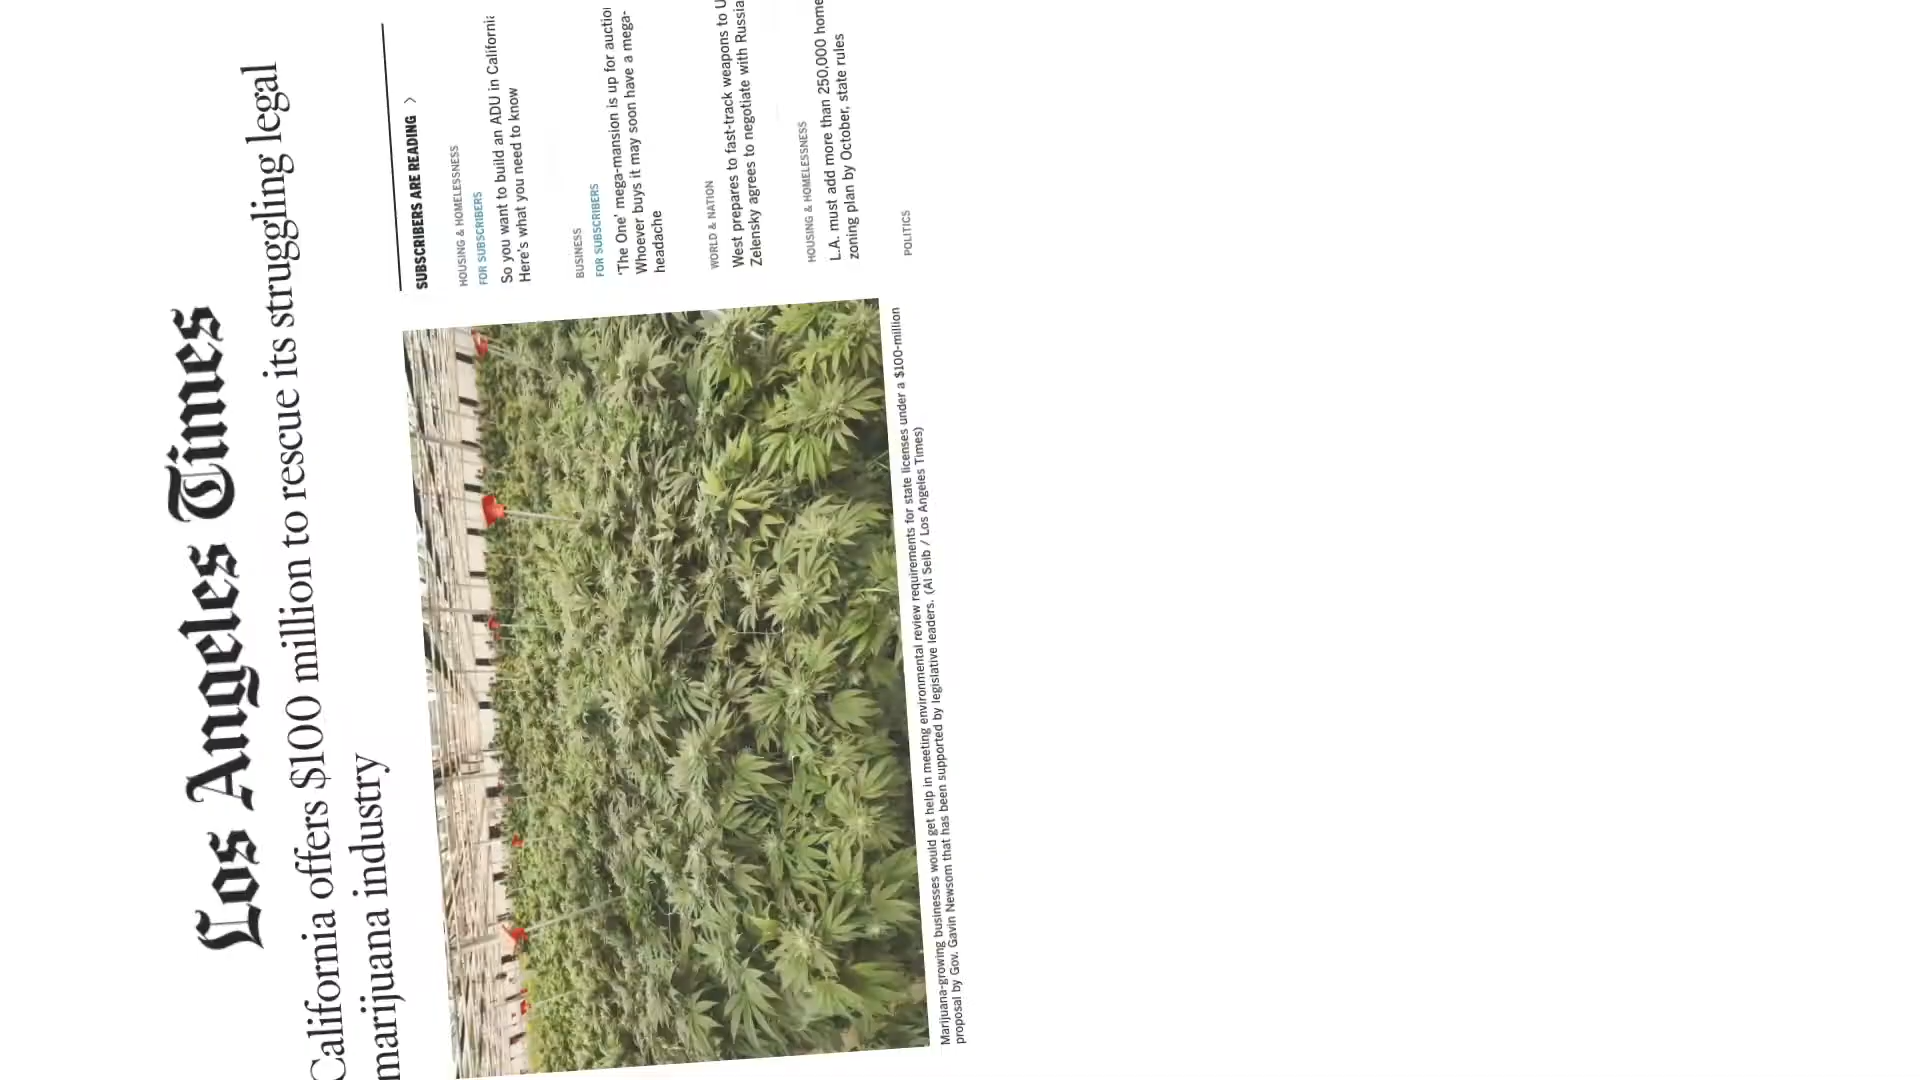 Los Angeles Times
California offers $100 million to rescue its struggling legal
marijuana industry
Marijuana-growing businesses would get help in meeting environmental review requirements for state licenses under a $100-million
proposal by Gov. Gavin Newsom that has been supported by legislative leaders. (Al Seib / Los Angeles Times)
SUBSCRIBERS ARE READING >
HOUSING & HOMELESSNESS
FOR SUBSCRIBERS
So you want to build an ADU in California
Here's what you need to know
BUSINESS
FOR SUBSCRIBERS
'The One' mega-mansion is up for auctio
Whoever buys it may soon have a mega-
headache
WORLD & NATION
West prepares to fast-track weapons to U
Zelensky agrees to negotiate with Russia
HOUSING & HOMELESSNESS
L.A. must add more than 250,000 home
zoning plan by October, state rules
POLITICS